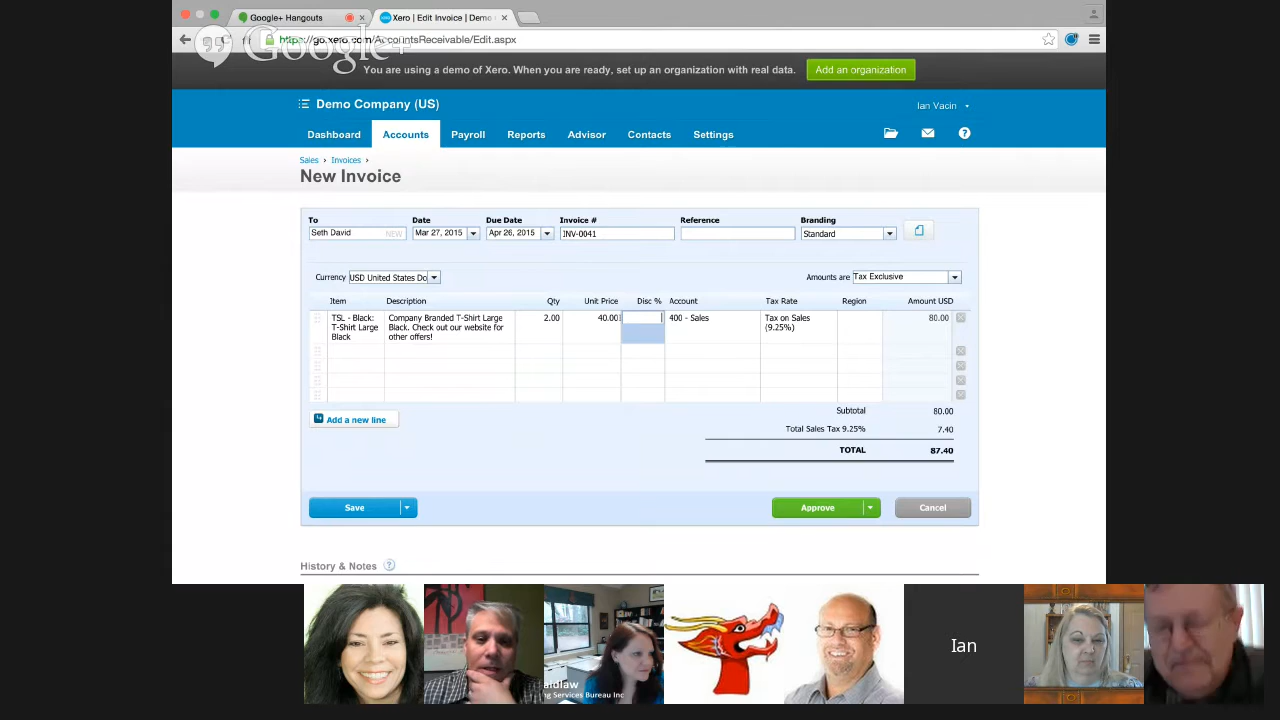 Google+ Hangouts
Xero | Edit Invoice | Demo
https://go.xero.com/AccountsReceivable/Edit.aspx
Google+
You are using a demo of Xero. When you are ready, set up an organization with real data.
Add an organization
Demo Company (US)
Ian Vacin
Dashboard Accounts Payroll Reports Advisor Contacts Settings
?
Sales › Invoices ›
New Invoice
To Date Due Date Invoice # Reference Branding
Seth David NEW Mar 27, 2015 Apr 26, 2015 INV-0041 Standard
Currency USD United States Do Amounts are Tax Exclusive
Item Description Qty Unit Price Disc % Account Tax Rate Region Amount USD
TSL - Black: Company Branded T-Shirt Large 2.00 40.00 400 - Sales Tax on Sales 80.00
T-Shirt Large Black. Check out our website for (9.25%)
Black other offers!
Add a new line
Subtotal 80.00
Total Sales Tax 9.25% 7.40
TOTAL 87.40
Save Approve Cancel
History & Notes ?
Ian
aidlaw
g Services Bureau Inc